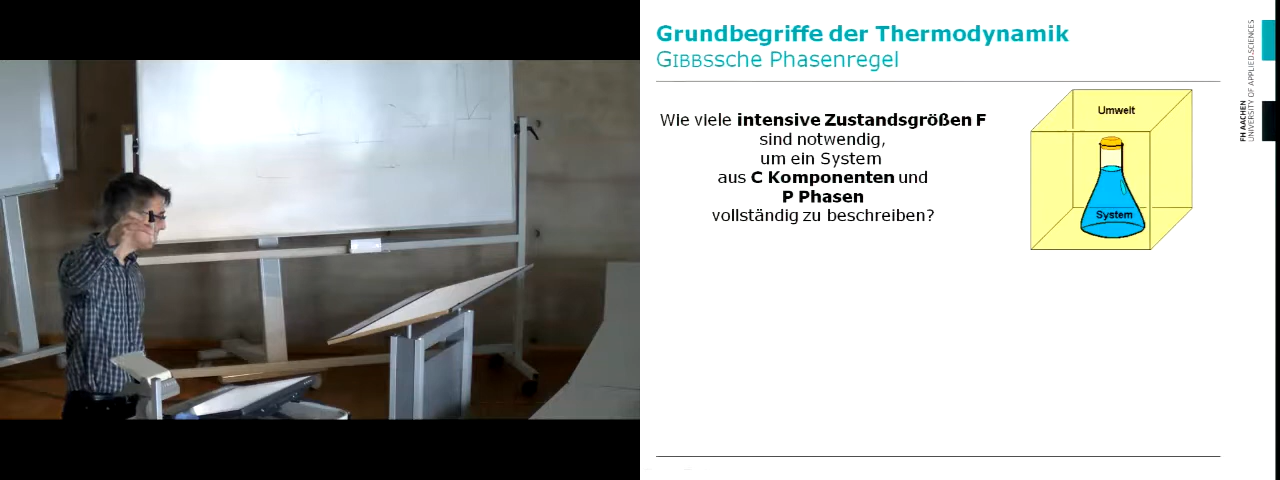 Grundbegriffe der Thermodynamik
GIBBSsche Phasenregel
Wie viele intensive Zustandsgrößen F
sind notwendig,
um ein System
aus C Komponenten und
P Phasen
vollständig zu beschreiben?
Umwelt
System
FH AACHEN
UNIVERSITY OF APPLIED SCIENCES